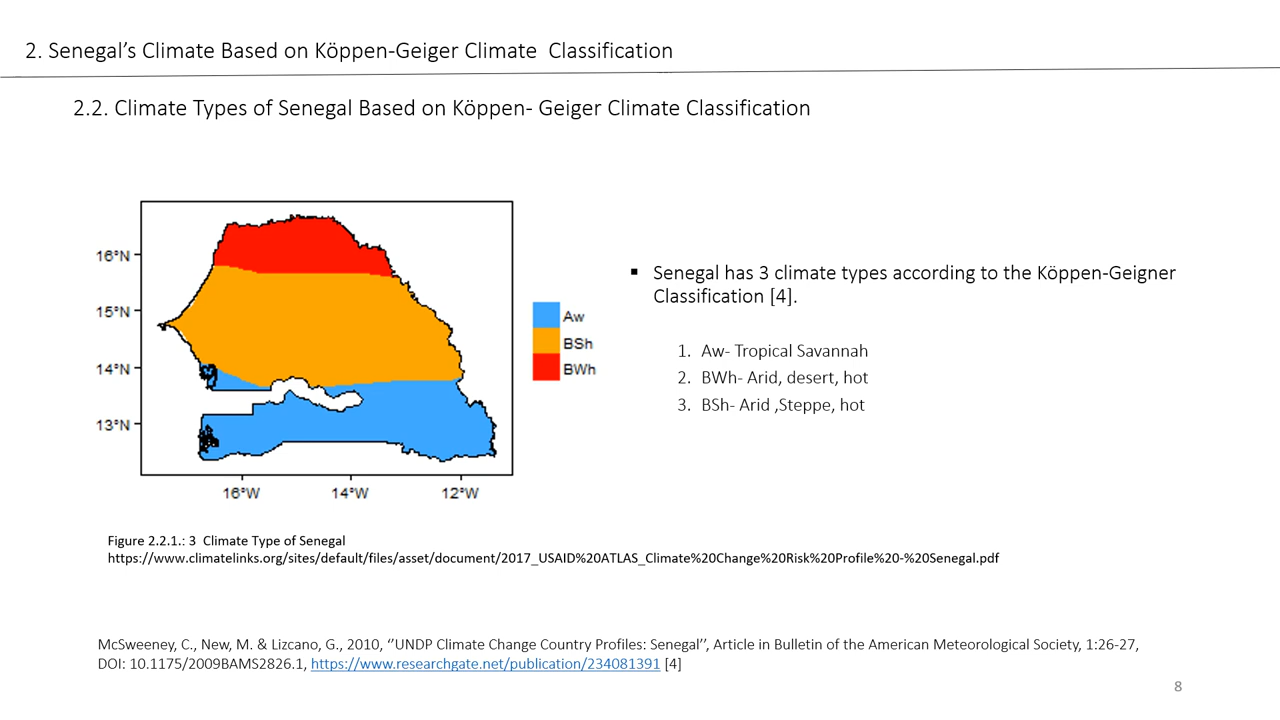 2. Senegal’s Climate Based on Köppen-Geiger Climate  Classification
2.2. Climate Types of Senegal Based on Köppen- Geiger Climate Classification
16°N
15°N
14°N
13°N
16°W
14°W
12°W
Aw
BSh
BWh
▪ Senegal has 3 climate types according to the Köppen-Geigner
Classification [4].
1. Aw- Tropical Savannah
2. BWh- Arid, desert, hot
3. BSh- Arid ,Steppe, hot
Figure 2.2.1.: 3  Climate Type of Senegal
https://www.climatelinks.org/sites/default/files/asset/document/2017_USAID%20ATLAS_Climate%20Change%20Risk%20Profile%20-%20Senegal.pdf
McSweeney, C., New, M. & Lizcano, G., 2010, ‘’UNDP Climate Change Country Profiles: Senegal’’, Article in Bulletin of the American Meteorological Society, 1:26-27,
DOI: 10.1175/2009BAMS2826.1, https://www.researchgate.net/publication/234081391 [4]
8